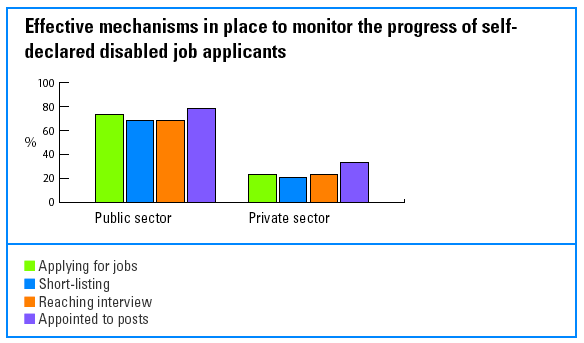 Effective mechanisms in place to monitor the progress of self-
declared disabled job applicants
100
80
60
%
40
20
0
Public sector
Private sector
Applying for jobs
Short-listing
Reaching interview
Appointed to posts